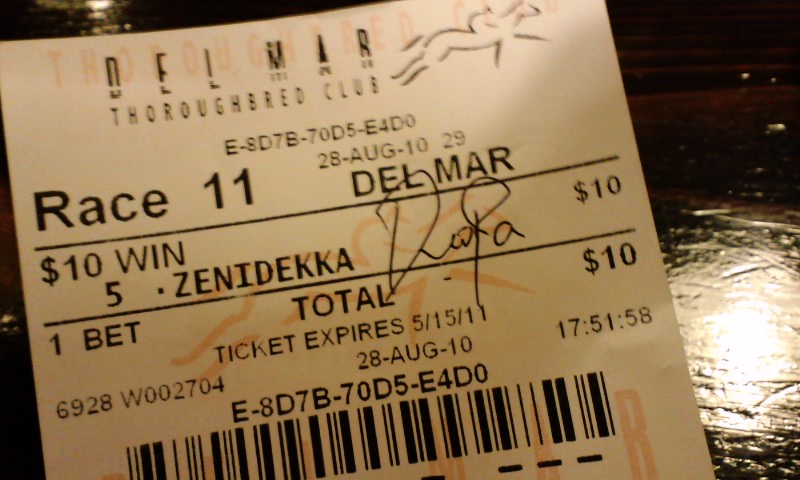 DEL MAR
THOROUGHBRED CLUB
E-8D7B-70D5-E4D0
28-AUG-10 29
Race 11 DEL MAR
$10 WIN $10
5 ·ZENIDEKKA
1 BET TOTAL $10
TICKET EXPIRES 5/15/11
28-AUG-10 17:51:58
6928 W002704
E-8D7B-70D5-E4D0